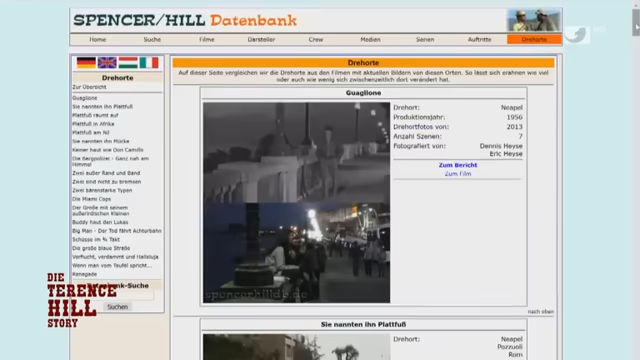 SPENCER/HILL Datenbank
Home
Suche
Filme
Darsteller
Crew
Medien
Serien
Auftritte
Drehorte
Drehorte
Zur Übersicht
Guaglione
Sie nannten ihn Plattfuß
Plattfuß räumt auf
Plattfuß in Afrika
Plattfuß am Nil
Sie nannten ihn Mücke
Keiner haut wie Don Camillo
Die Bergpolizei - Ganz nah am
Himmel
Zwei außer Rand und Band
Zwei sind nicht zu bremsen
Zwei bärenstarke Typen
Die Miami Cops
Der Große mit seinem
außerirdischen Kleinen
Buddy haut den Lukas
Big Man - Der Tod fährt Achterbahn
Schüsse im ¾ Takt
Die große blaue Straße
Verflucht, verdammt und Halleluja
Wenn man vom Teufel spricht...
Renegade
Datenbank-Suche
Suchen
DIE
TERENCE
HILL
STORY
Drehorte
Auf dieser Seite vergleichen wir die Drehorte aus den Filmen mit aktuellen Bildern von diesen Orten. So lässt sich erahnen wie viel
oder auch wie wenig sich zwischenzeitlich dort verändert hat.
Guaglione
Drehort: Neapel
Produktionsjahr: 1956
Drehortfotos von: 2013
Anzahl Szenen: 7
Fotografiert von: Dennis Heyse
Eric Heyse
Zum Bericht
Zum Film
spencerhilldb.de
nach oben
Sie nannten ihn Plattfuß
Drehort: Neapel
Pozzuoli
Rom